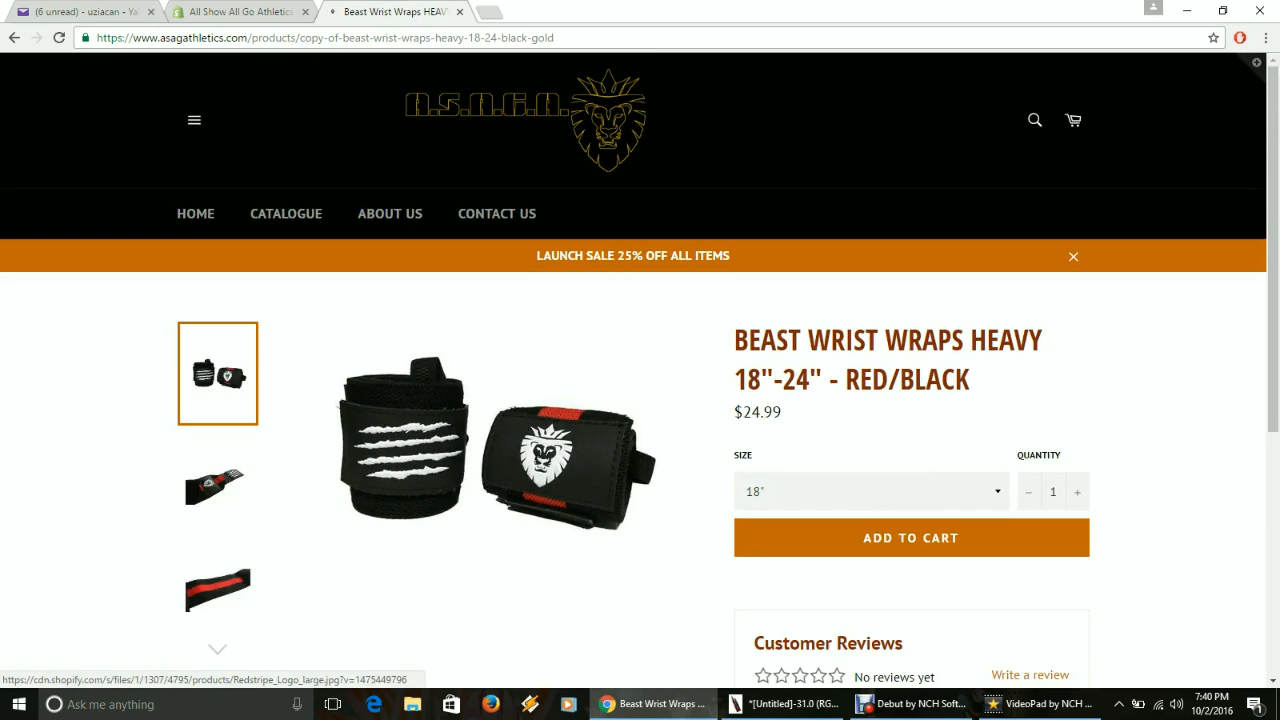 (6 unread) - uziacan - Ya
All Show All Go Athletics
Beast Wrist Wraps HEAV
https://www.asagathletics.com/products/copy-of-beast-wrist-wraps-heavy-18-24-black-gold
A.S.A.G.A.
HOME CATALOGUE ABOUT US CONTACT US
LAUNCH SALE 25% OFF ALL ITEMS
BEAST WRIST WRAPS HEAVY
18"-24" - RED/BLACK
$24.99
SIZE QUANTITY
18" − 1 +
ADD TO CART
Customer Reviews
No reviews yet Write a review
https://cdn.shopify.com/s/files/1/1307/4795/products/Redstripe_Logo_large.jpg?v=1475449796
Ask me anything
Beast Wrist Wraps ...
*[Untitled]-31.0 (RG...
Debut by NCH Soft...
VideoPad by NCH ...
7:40 PM
10/2/2016